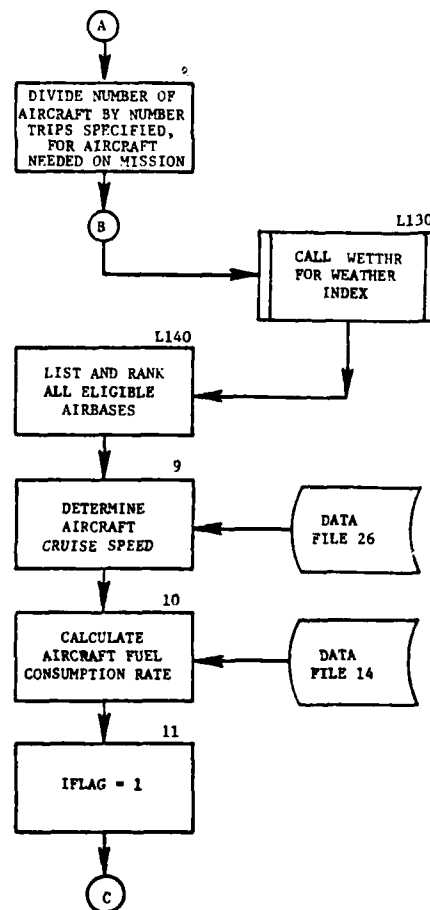 A
DIVIDE NUMBER OF
AIRCRAFT BY NUMBER
TRIPS SPECIFIED,
FOR AIRCRAFT
NEEDED ON MISSION
B
L130
CALL WETTHR
FOR WEATHER
INDEX
L140
LIST AND RANK
ALL ELIGIBLE
AIRBASES
9
DETERMINE
AIRCRAFT
CRUISE SPEED
DATA
FILE 26
10
CALCULATE
AIRCRAFT FUEL
CONSUMPTION RATE
DATA
FILE 14
11
IFLAG = 1
C